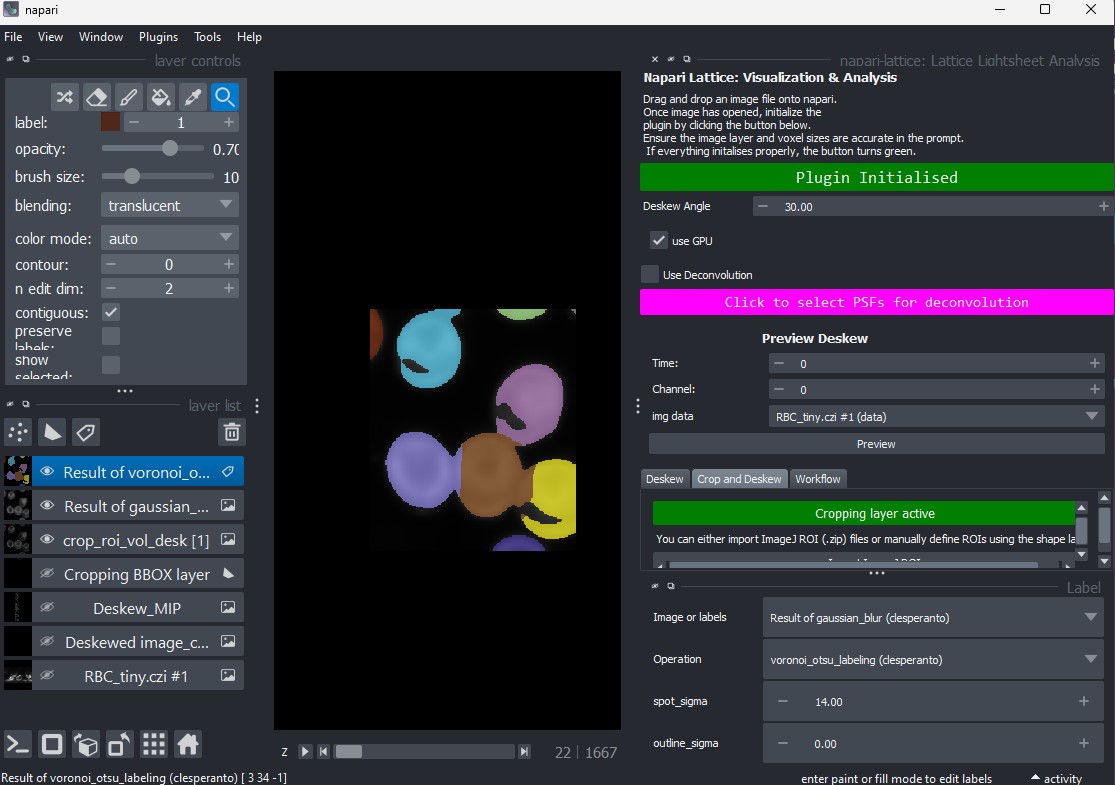 napari
File View Window Plugins Tools Help
layer controls
label: 1
opacity: 0.70
brush size: 10
blending: translucent
color mode: auto
contour: 0
n edit dim: 2
contiguous:
preserve
labels:
show
selected:
layer list
Result of voronoi_o...
Result of gaussian_...
crop_roi_vol_desk [1]
Cropping BBOX layer
Deskew_MIP
Deskewed image_c...
RBC_tiny.czi #1
z 22 | 1667
Result of voronoi_otsu_labeling (clesperanto) [ 3 34 -1]
napari-lattice: Lattice Lightsheet Analysis
Napari Lattice: Visualization & Analysis
Drag and drop an image file onto napari.
Once image has opened, initialize the
plugin by clicking the button below.
Ensure the image layer and voxel sizes are accurate in the prompt.
If everything initalises properly, the button turns green.
Plugin Initialised
Deskew Angle 30.00
use GPU
Use Deconvolution
Click to select PSFs for deconvolution
Preview Deskew
Time: 0
Channel: 0
img data RBC_tiny.czi #1 (data)
Preview
Deskew Crop and Deskew Workflow
Cropping layer active
You can either import ImageJ ROI (.zip) files or manually define ROIs using the shape la
Label
Image or labels Result of gaussian_blur (clesperanto)
Operation voronoi_otsu_labeling (clesperanto)
spot_sigma 14.00
outline_sigma 0.00
enter paint or fill mode to edit labels activity